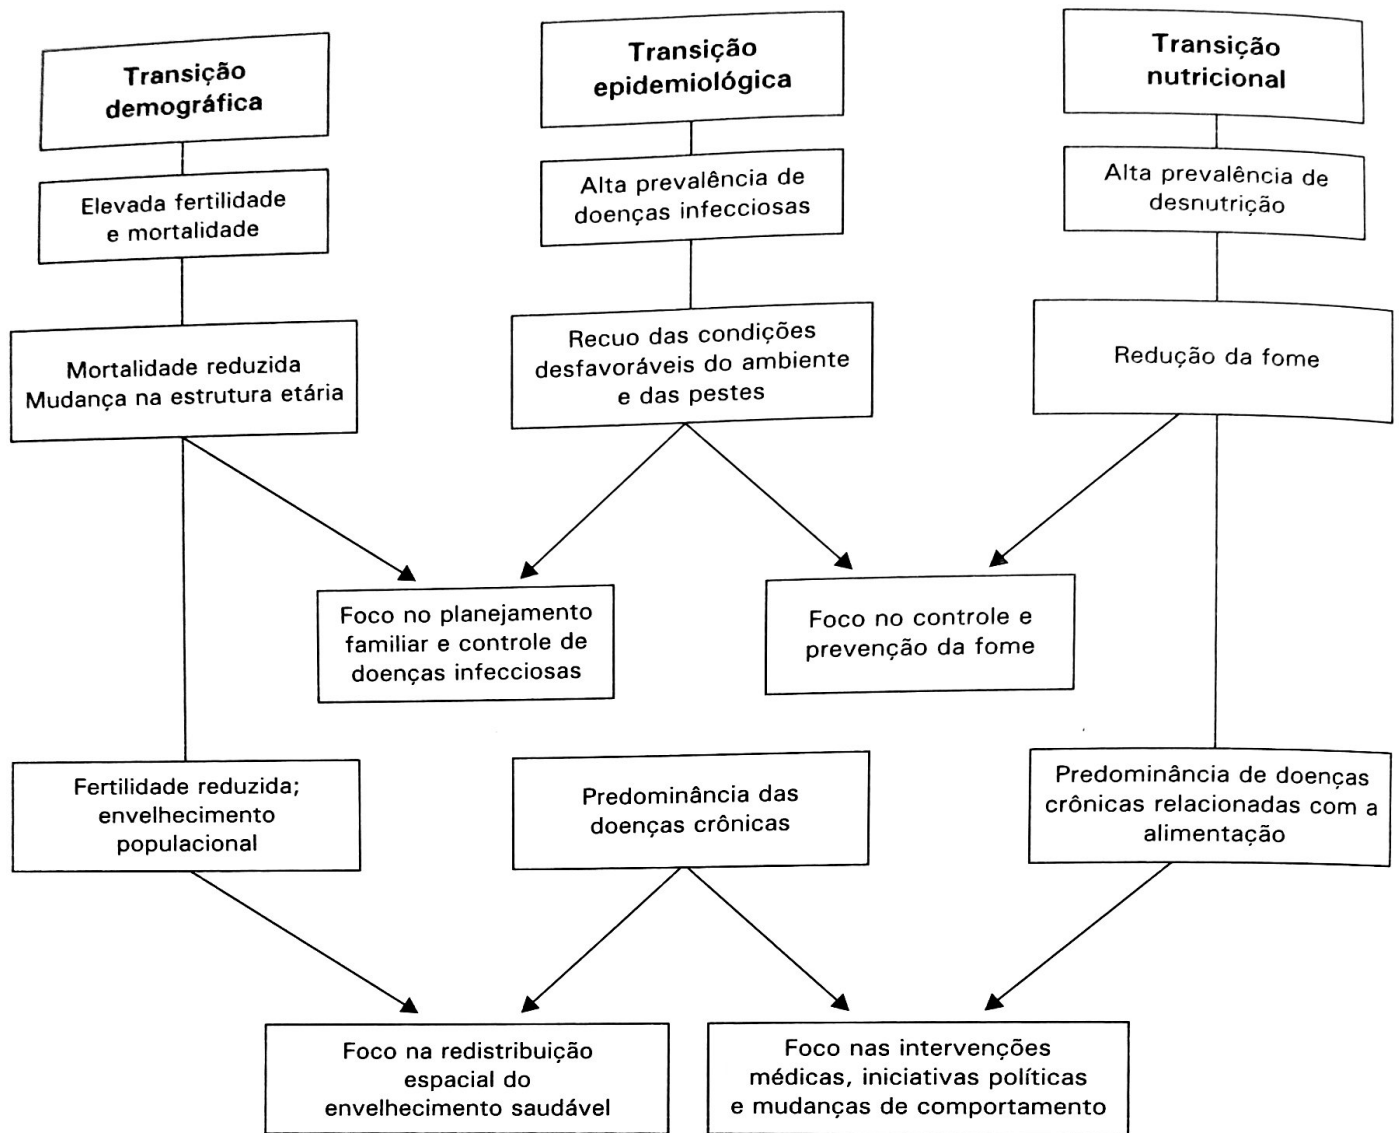 Transição
demográfica
Transição
epidemiológica
Transição
nutricional
Elevada fertilidade
e mortalidade
Alta prevalência de
doenças infecciosas
Alta prevalência de
desnutrição
Mortalidade reduzida
Mudança na estrutura etária
Recuo das condições
desfavoráveis do ambiente
e das pestes
Redução da fome
Foco no planejamento
familiar e controle de
doenças infecciosas
Foco no controle e
prevenção da fome
Fertilidade reduzida;
envelhecimento
populacional
Predominância das
doenças crônicas
Predominância de doenças
crônicas relacionadas com a
alimentação
Foco na redistribuição
espacial do
envelhecimento saudável
Foco nas intervenções
médicas, iniciativas políticas
e mudanças de comportamento